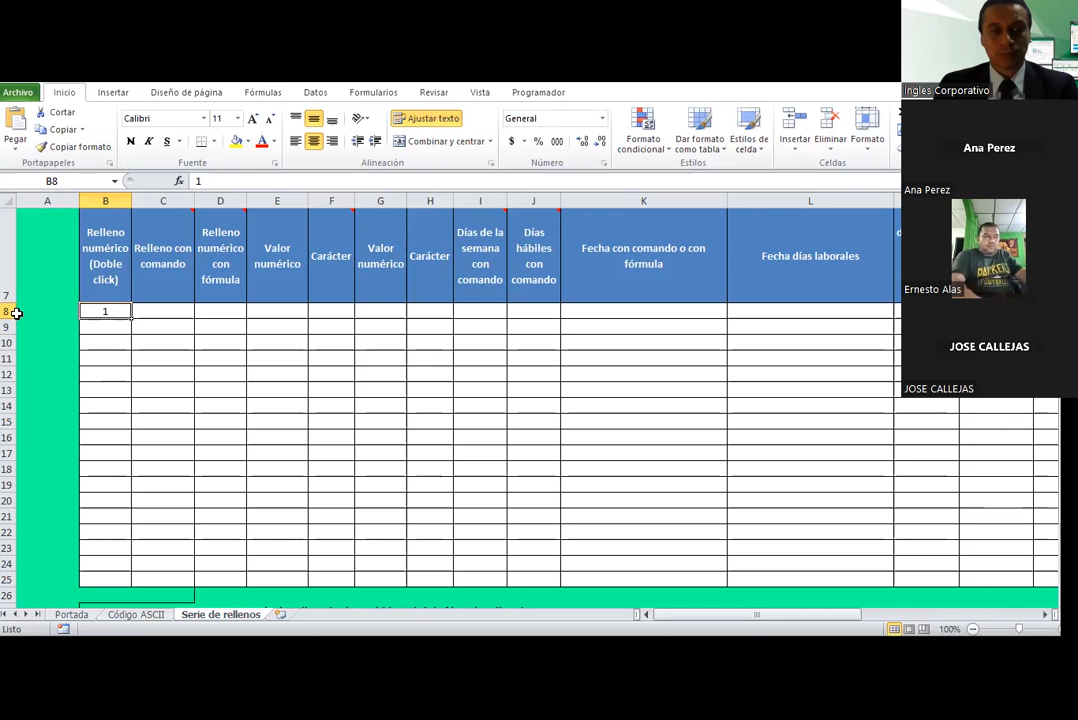 Archivo Inicio Insertar Diseño de página Fórmulas Datos Formularios Revisar Vista Programador
Pegar
Cortar
Copiar
Copiar formato
Portapapeles
Calibri 11
N K S
Fuente
Ajustar texto
Combinar y centrar
Alineación
General
$ % 000
Número
Formato condicional
Dar formato como tabla
Estilos de celda
Estilos
Insertar Eliminar Formato
Celdas
B8 fx 1
A B C D E F G H I J K L
7
Relleno numérico (Doble click)
Relleno con comando
Relleno numérico con fórmula
Valor numérico
Carácter
Valor numérico
Carácter
Días de la semana con comando
Días hábiles con comando
Fecha con comando o con fórmula
Fecha días laborales
8 1
9
10
11
12
13
14
15
16
17
18
19
20
21
22
23
24
25
26
Portada Código ASCII Serie de rellenos
Listo 100%
Ingles Corporativo
Ana Perez
Ana Perez
Ernesto Alas
JOSE CALLEJAS
JOSE CALLEJAS